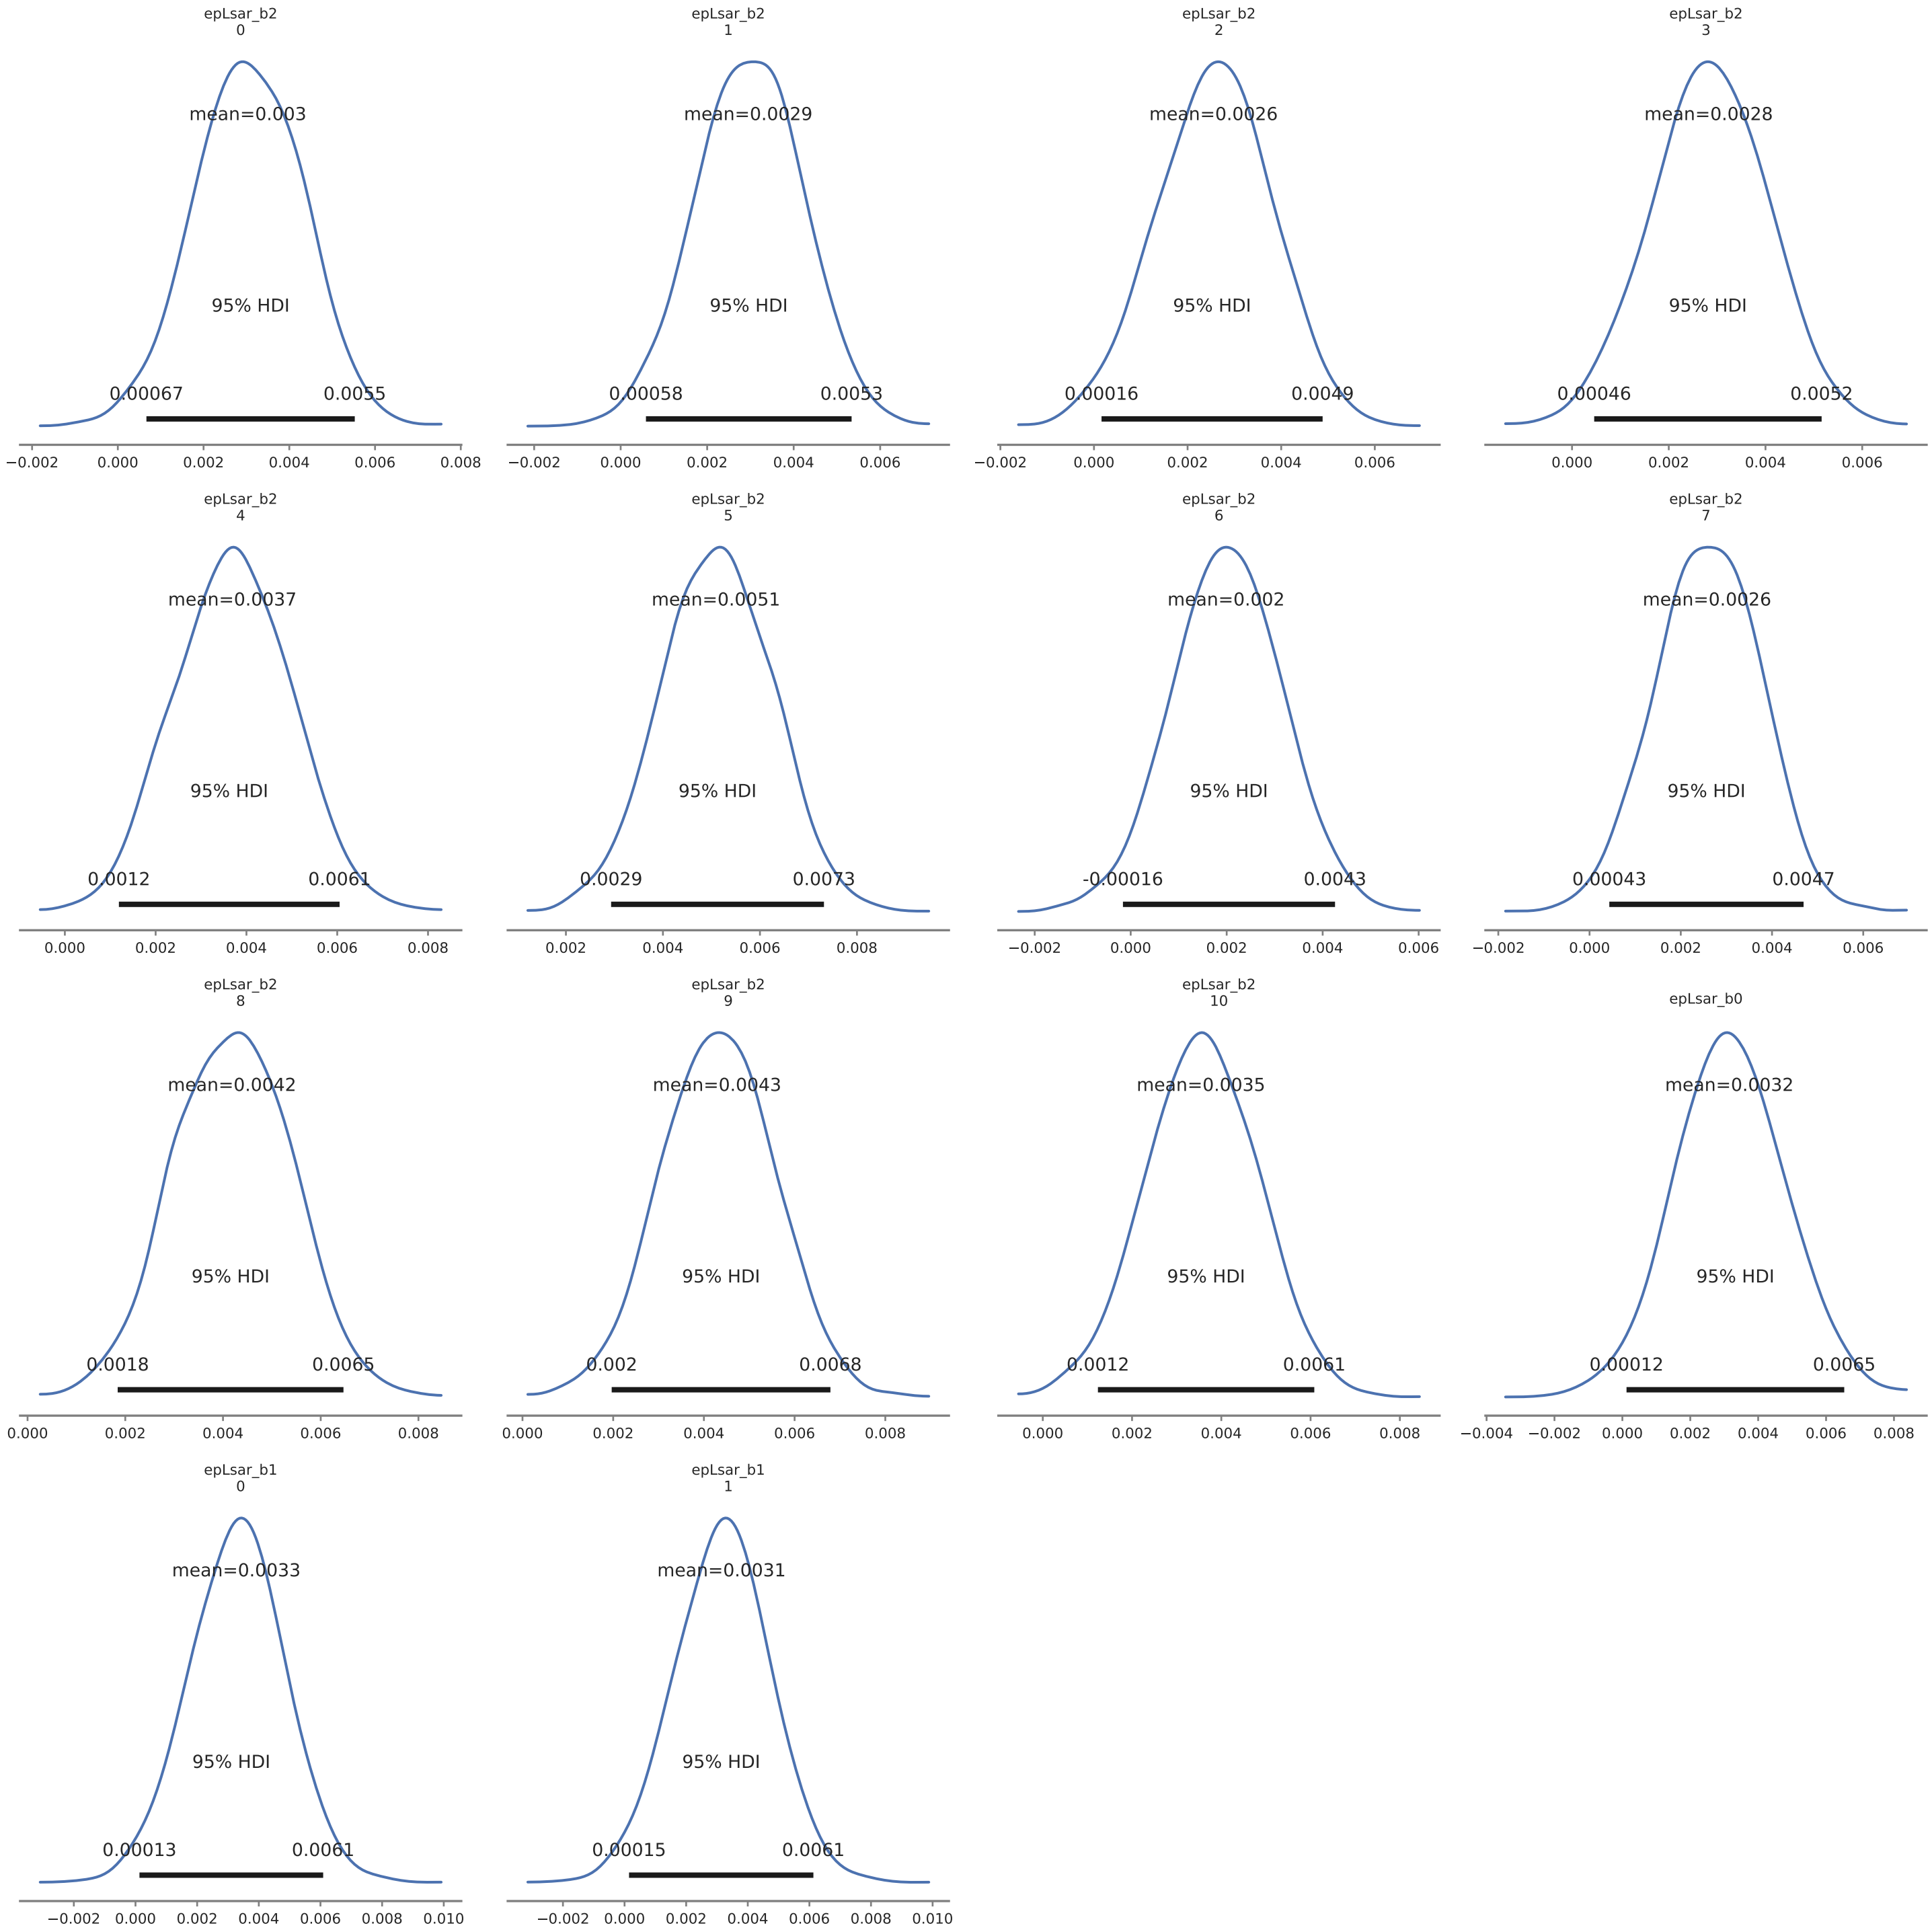 epLsar_b2
0
mean=0.003
95% HDI
0.00067
0.0055
−0.002 0.000 0.002 0.004 0.006 0.008
epLsar_b2
1
mean=0.0029
95% HDI
0.00058
0.0053
−0.002 0.000 0.002 0.004 0.006
epLsar_b2
2
mean=0.0026
95% HDI
0.00016
0.0049
−0.002 0.000 0.002 0.004 0.006
epLsar_b2
3
mean=0.0028
95% HDI
0.00046
0.0052
0.000 0.002 0.004 0.006
epLsar_b2
4
mean=0.0037
95% HDI
0.0012
0.0061
0.000 0.002 0.004 0.006 0.008
epLsar_b2
5
mean=0.0051
95% HDI
0.0029
0.0073
0.002 0.004 0.006 0.008
epLsar_b2
6
mean=0.002
95% HDI
-0.00016
0.0043
−0.002 0.000 0.002 0.004 0.006
epLsar_b2
7
mean=0.0026
95% HDI
0.00043
0.0047
−0.002 0.000 0.002 0.004 0.006
epLsar_b2
8
mean=0.0042
95% HDI
0.0018
0.0065
0.000 0.002 0.004 0.006 0.008
epLsar_b2
9
mean=0.0043
95% HDI
0.002
0.0068
0.000 0.002 0.004 0.006 0.008
epLsar_b2
10
mean=0.0035
95% HDI
0.0012
0.0061
0.000 0.002 0.004 0.006 0.008
epLsar_b0
mean=0.0032
95% HDI
0.00012
0.0065
−0.004 −0.002 0.000 0.002 0.004 0.006 0.008
epLsar_b1
0
mean=0.0033
95% HDI
0.00013
0.0061
−0.002 0.000 0.002 0.004 0.006 0.008 0.010
epLsar_b1
1
mean=0.0031
95% HDI
0.00015
0.0061
−0.002 0.000 0.002 0.004 0.006 0.008 0.010